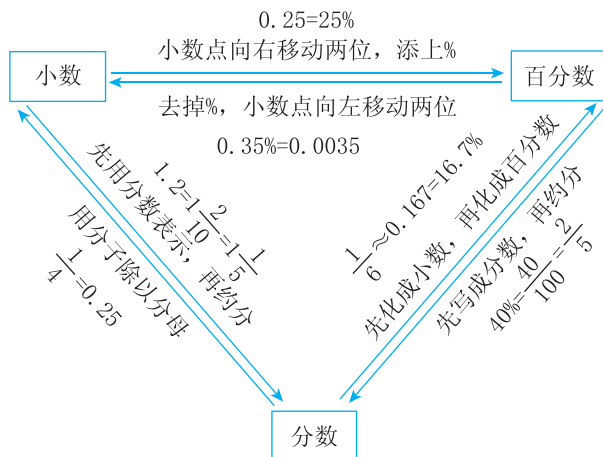 0.25=25%
小数点向右移动两位，添上%
小数
百分数
去掉%，小数点向左移动两位
0.35%=0.0035
1.2=1 2/10=1 1/5
先用分数表示，再约分
用分子除以分母
1/4=0.25
1/6≈0.167=16.7%
先化成小数，再化成百分数
先写成分数，再约分
40%=40/100=2/5
分数